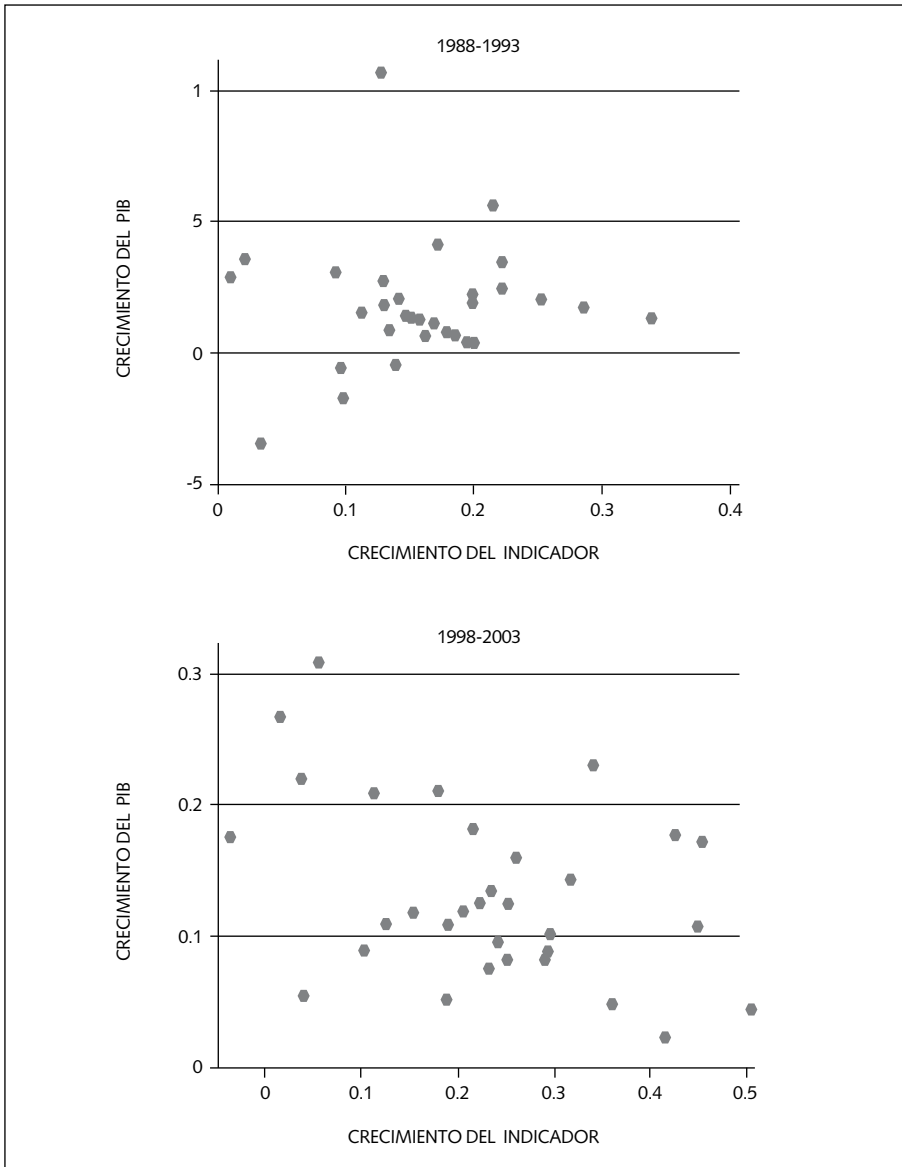 1988-1993
CRECIMIENTO DEL PIB
1
5
0
-5
0 0.1 0.2 0.3 0.4
CRECIMIENTO DEL INDICADOR
1998-2003
CRECIMIENTO DEL PIB
0.3
0.2
0.1
0
0 0.1 0.2 0.3 0.4 0.5
CRECIMIENTO DEL INDICADOR